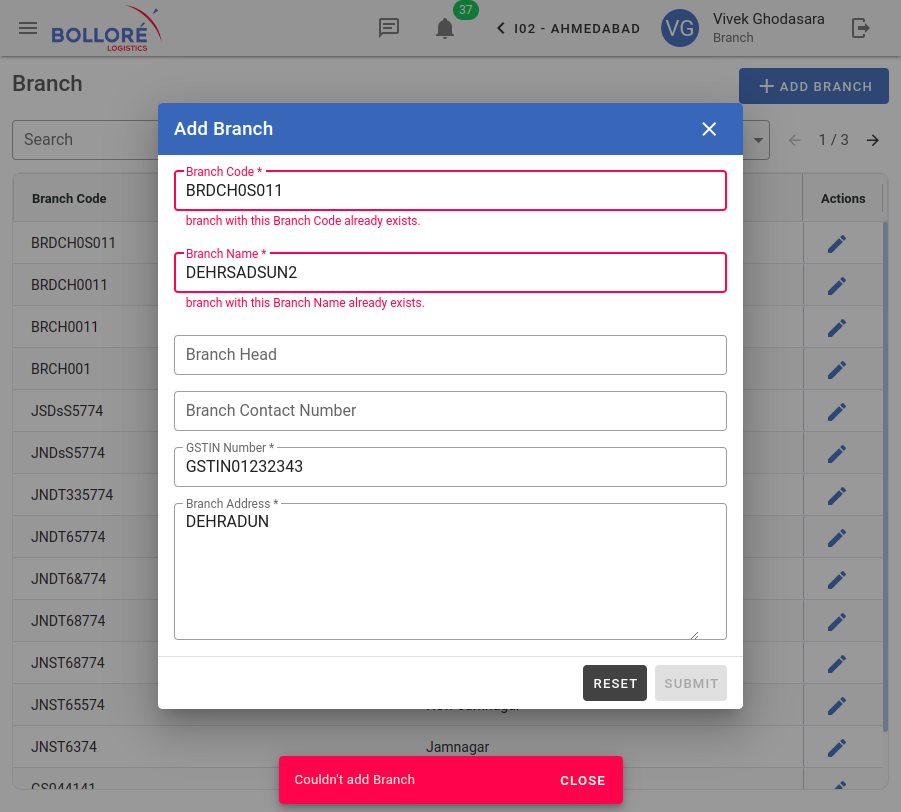 BOLLORÉ
LOGISTICS
37
I02 - AHMEDABAD
VG
Vivek Ghodasara
Branch
Branch
ADD BRANCH
Search
1 / 3
Add Branch
Branch Code *
BRDCH0S011
branch with this Branch Code already exists.
Branch Name *
DEHRSADSUN2
branch with this Branch Name already exists.
Branch Head
Branch Contact Number
GSTIN Number *
GSTIN01232343
Branch Address *
DEHRADUN
RESET
SUBMIT
Branch Code
Actions
BRDCH0S011
BRDCH0011
BRCH0011
BRCH001
JSDsS5774
JNDsS5774
JNDT335774
JNDT65774
JNDT6&774
JNDT68774
JNST68774
JNST65574
JNST6374 Jamnagar
Couldn't add Branch
CLOSE